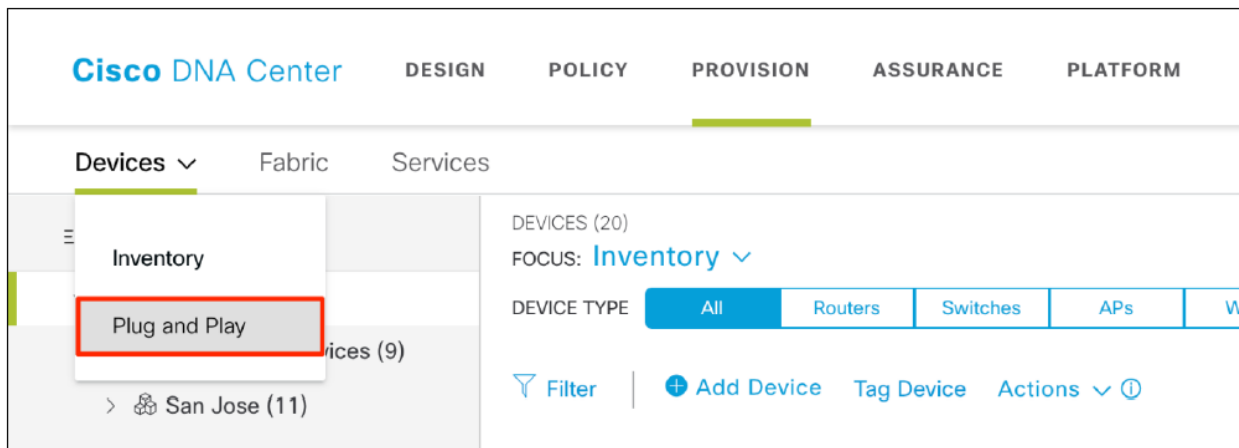 Cisco DNA Center DESIGN POLICY PROVISION ASSURANCE PLATFORM
Devices Fabric Services
Inventory
Plug and Play
(9)
San Jose (11)
DEVICES (20)
FOCUS: Inventory
DEVICE TYPE All Routers Switches APs
Filter Add Device Tag Device Actions